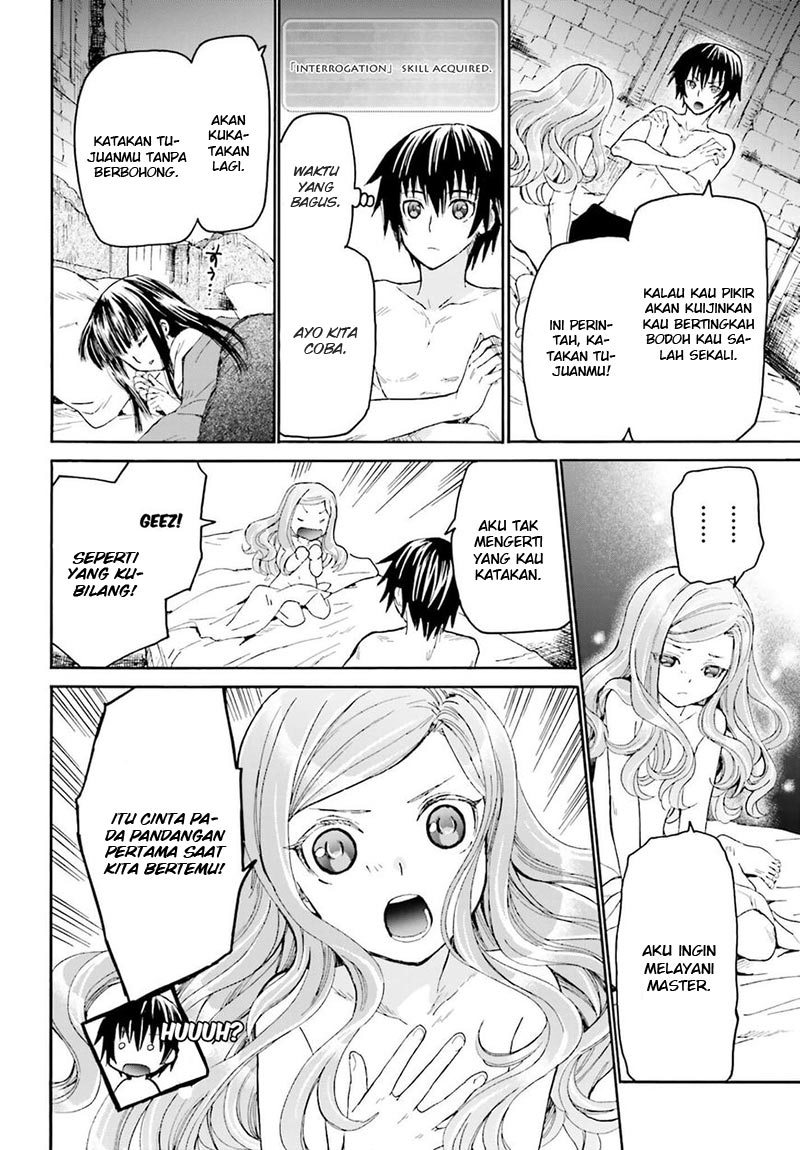 KALAU KAU PIKIR
AKAN KUIJINKAN
KAU BERTINGKAH
BODOH KAU SA-
LAH SEKALI.
INI PERIN-
TAH, KA-
TAKAN TU-
JUANMU!
「INTERROGATION」 SKILL ACQUIRED.
WAKTU
YANG
BAGUS.
AYO KITA
COBA.
AKAN
KUKA-
TAKAN
LAGI.
KATAKAN TU-
JUANMU TANPA
BERBOHONG.
すぅ…
......
AKU INGIN
MELAYANI
MASTER.
AKU TAK
MENGERTI
YANG KAU
KATAKAN.
GEEZ!
SEPERTI
YANG KU-
BILANG!
ITU CINTA PA-
DA PANDANGAN
PERTAMA SAAT
KITA BERTEMU!
HUUUH?